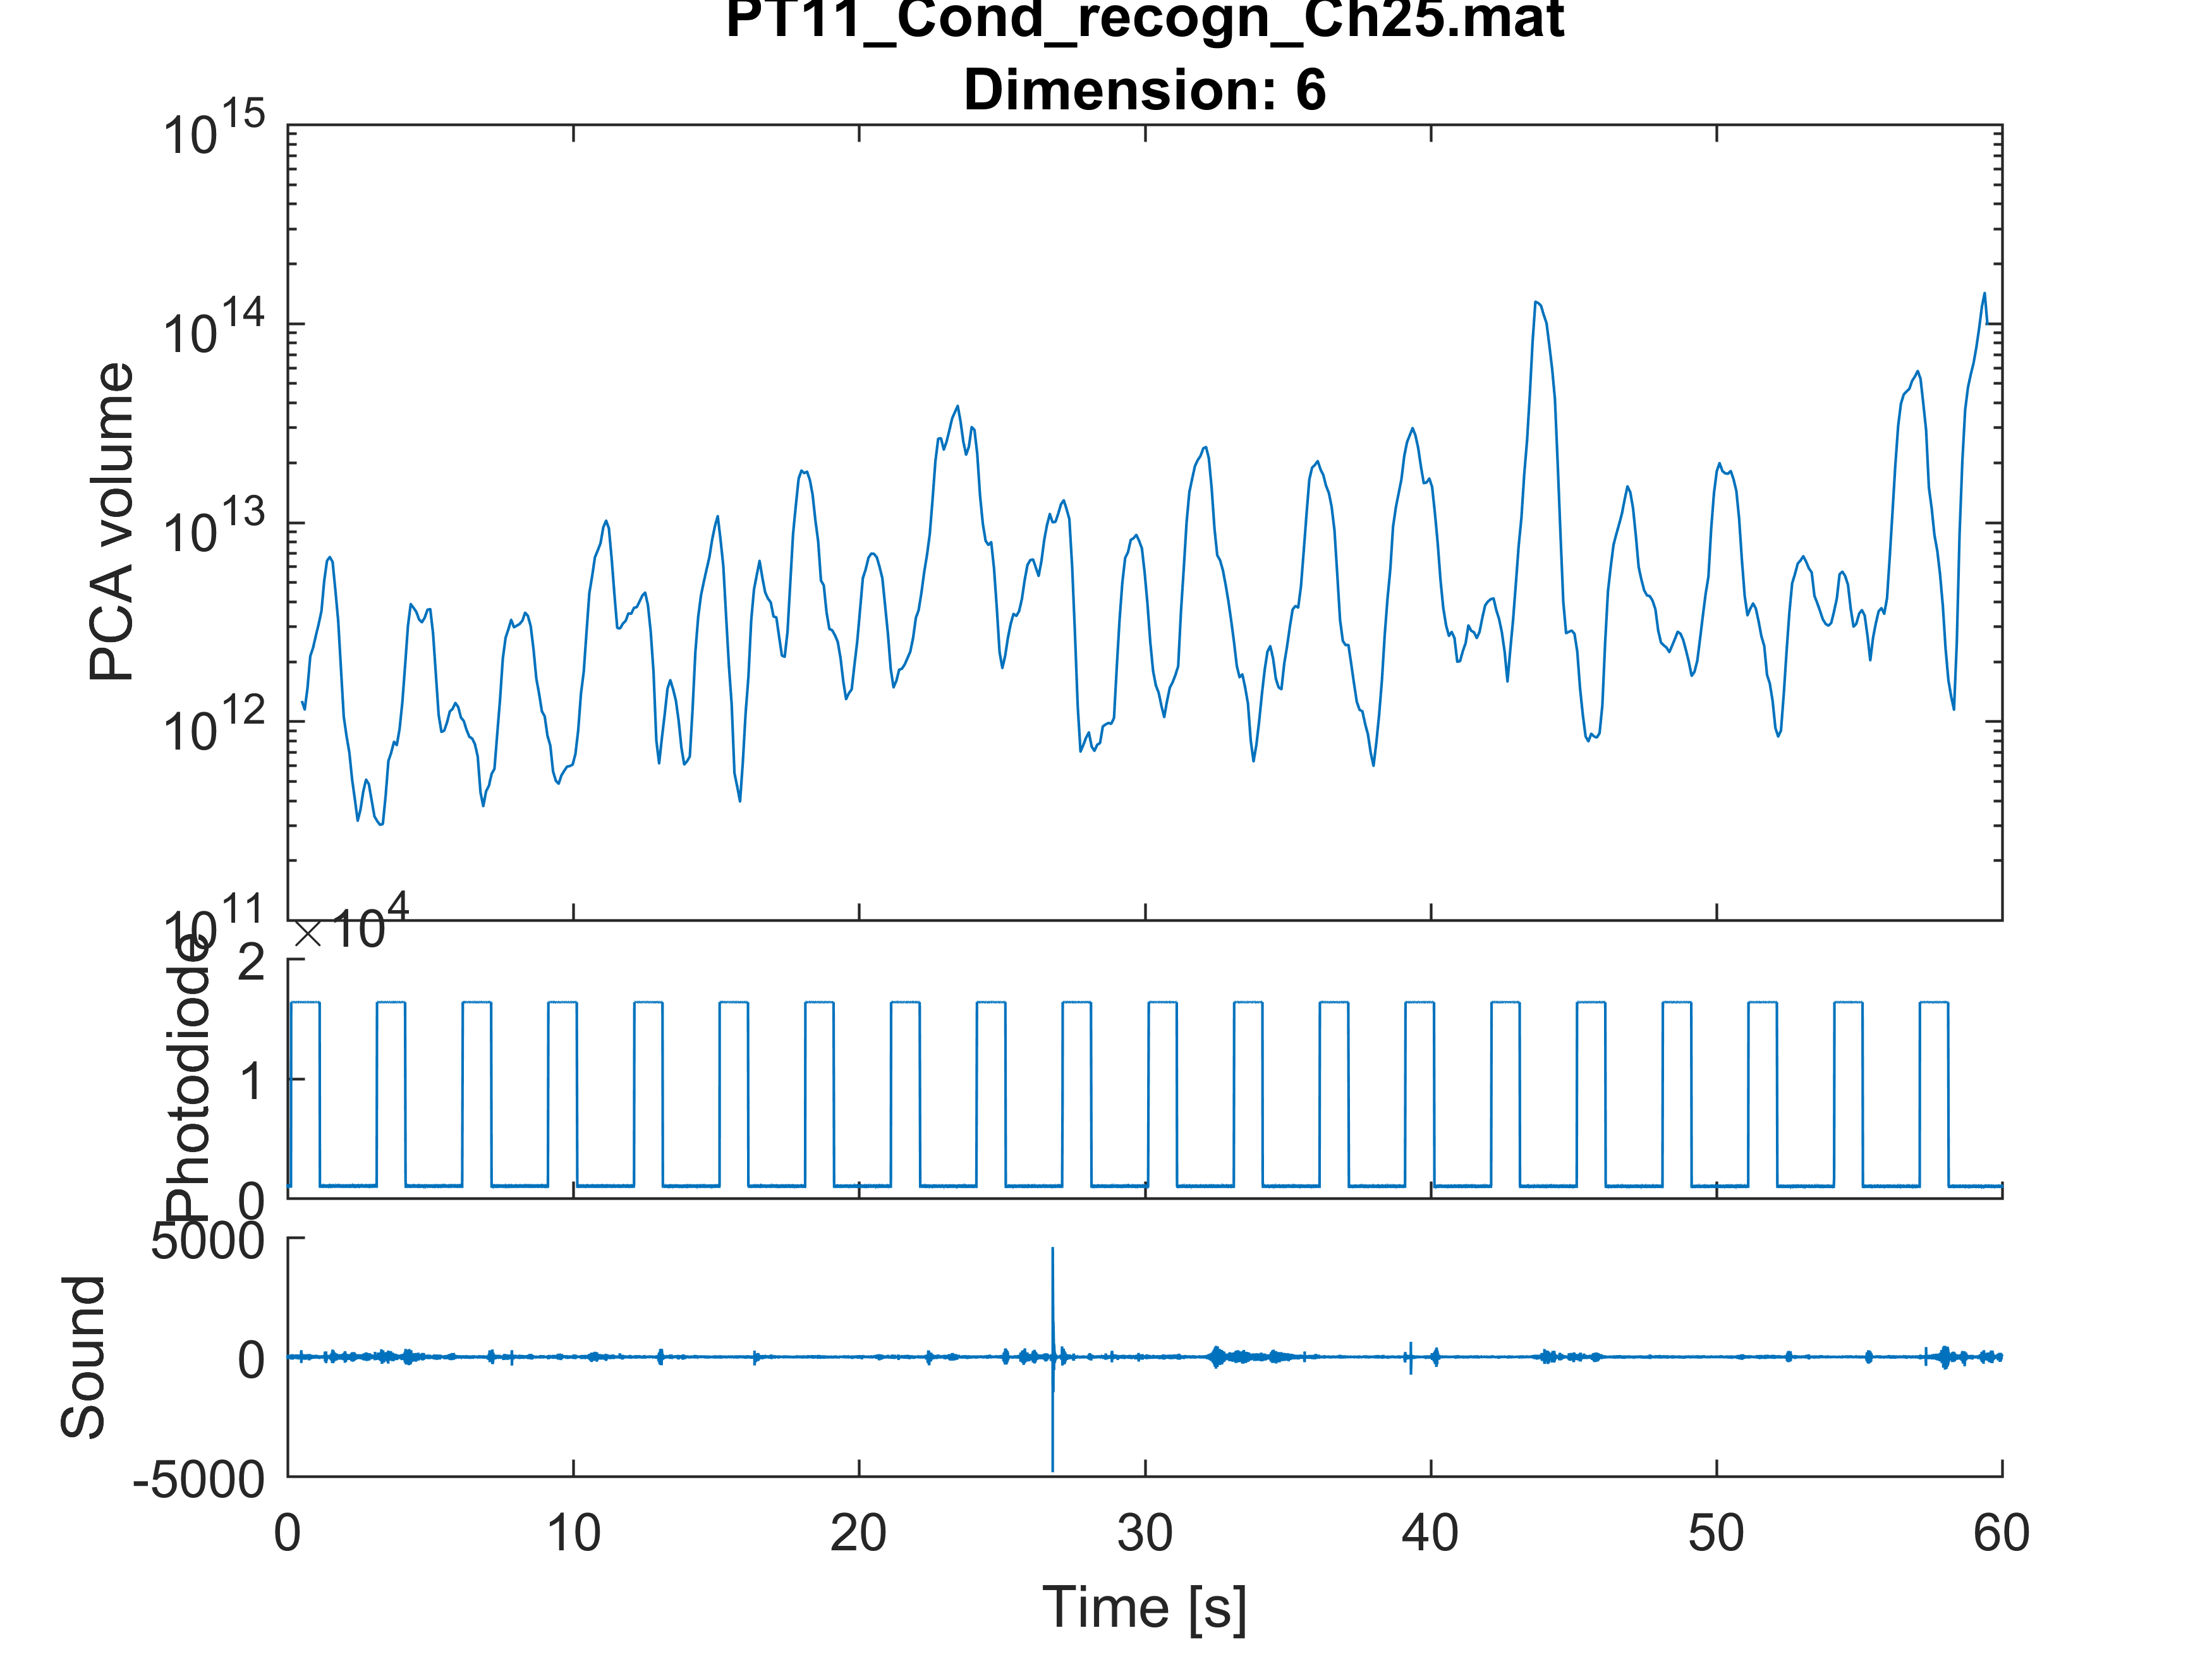 PT11_Cond_recogn_Ch25.mat
Dimension: 6
10^15
10^14
10^13
10^12
10^11
PCA volume
× 10^4
2
1
0
Photodiode
5000
0
-5000
Sound
0 10 20 30 40 50 60
Time [s]